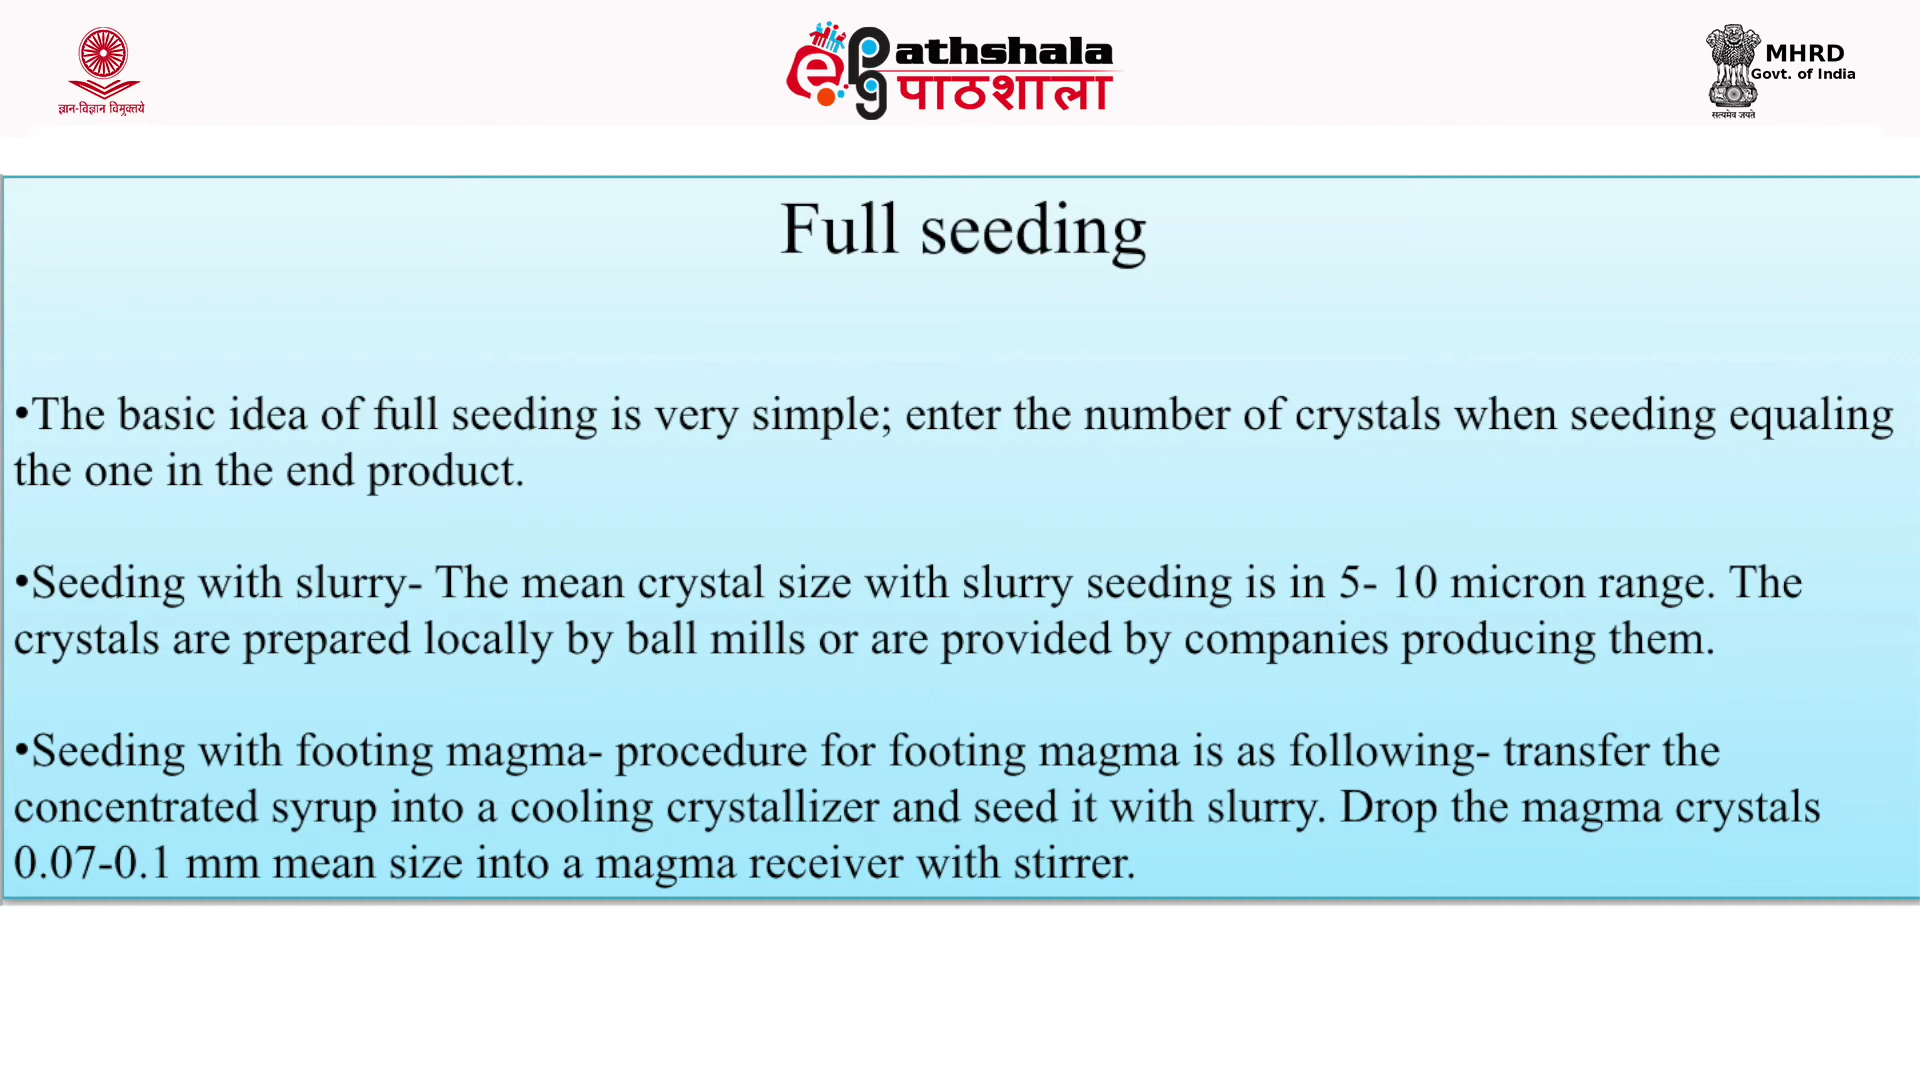 ज्ञान-विज्ञान विमुक्तये
ePG athshala
पाठशाला
MHRD
Govt. of India
सत्यमेव जयते
Full seeding
•The basic idea of full seeding is very simple; enter the number of crystals when seeding equaling
the one in the end product.
•Seeding with slurry- The mean crystal size with slurry seeding is in 5- 10 micron range. The
crystals are prepared locally by ball mills or are provided by companies producing them.
•Seeding with footing magma- procedure for footing magma is as following- transfer the
concentrated syrup into a cooling crystallizer and seed it with slurry. Drop the magma crystals
0.07-0.1 mm mean size into a magma receiver with stirrer.